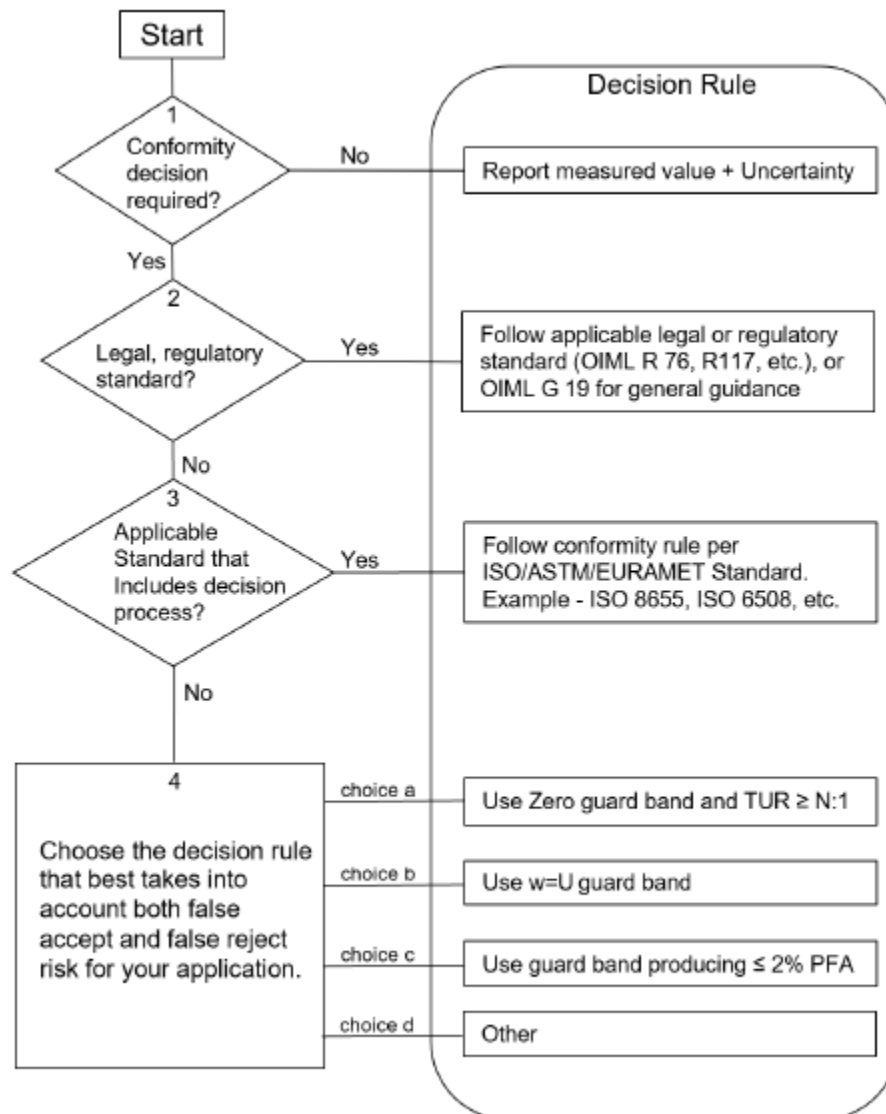 Start
Decision Rule
1
Conformity
decision
required?
No
Report measured value + Uncertainty
Yes
2
Legal, regulatory
standard?
Yes
Follow applicable legal or regulatory
standard (OIML R 76, R117, etc.), or
OIML G 19 for general guidance
No
3
Applicable
Standard that
Includes decision
process?
Yes
Follow conformity rule per
ISO/ASTM/EURAMET Standard.
Example - ISO 8655, ISO 6508, etc.
No
4
Choose the decision rule
that best takes into
account both false
accept and false reject
risk for your application.
choice a
Use Zero guard band and TUR ≥ N:1
choice b
Use w=U guard band
choice c
Use guard band producing ≤ 2% PFA
choice d
Other